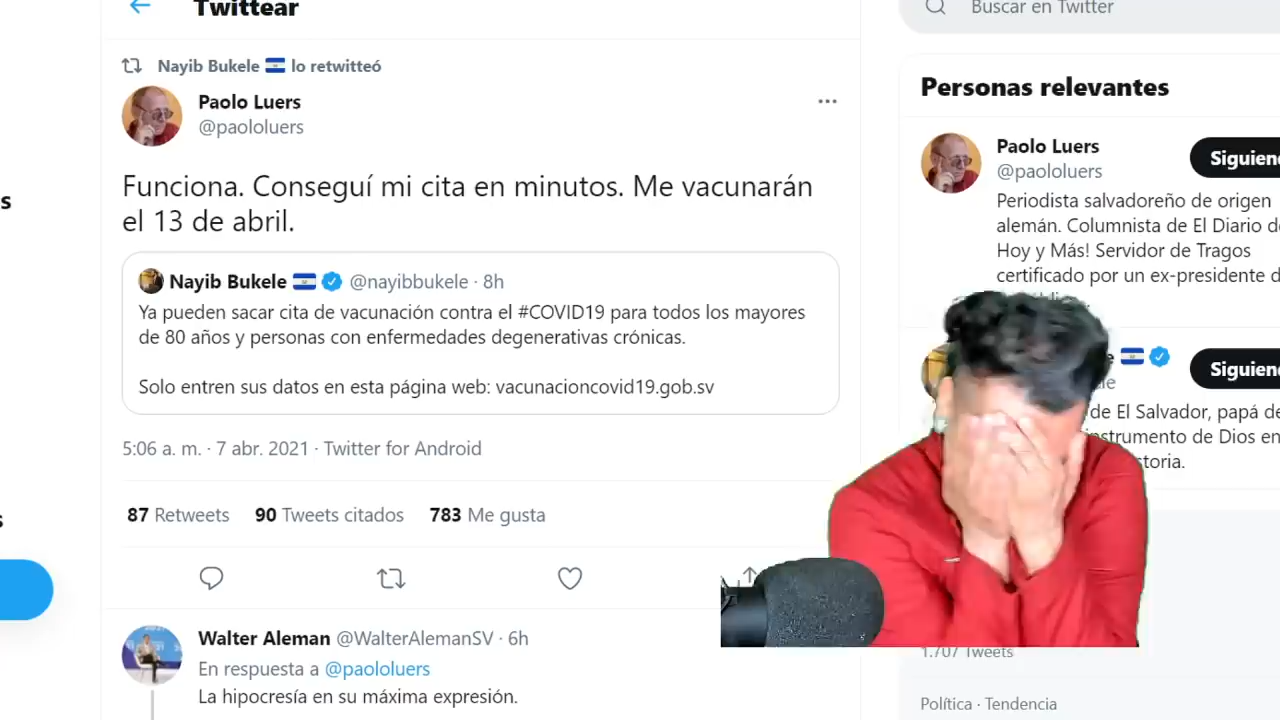 Twittear
Buscar en Twitter
Nayib Bukele lo retwitteó
Paolo Luers
@paololuers
Funciona. Conseguí mi cita en minutos. Me vacunarán
el 13 de abril.
Nayib Bukele @nayibbukele · 8h
Ya pueden sacar cita de vacunación contra el #COVID19 para todos los mayores
de 80 años y personas con enfermedades degenerativas crónicas.
Solo entren sus datos en esta página web: vacunacioncovid19.gob.sv
5:06 a. m. · 7 abr. 2021 · Twitter for Android
87 Retweets 90 Tweets citados 783 Me gusta
Walter Aleman @WalterAlemanSV · 6h
En respuesta a @paololuers
La hipocresía en su máxima expresión.
Personas relevantes
Paolo Luers
@paololuers
Siguien
Periodista salvadoreño de origen
alemán. Columnista de El Diario d
Hoy y Más! Servidor de Tragos
certificado por un ex-presidente d
Siguien
de El Salvador, papá de
instrumento de Dios en
storia.
1.707 Tweets
Política · Tendencia